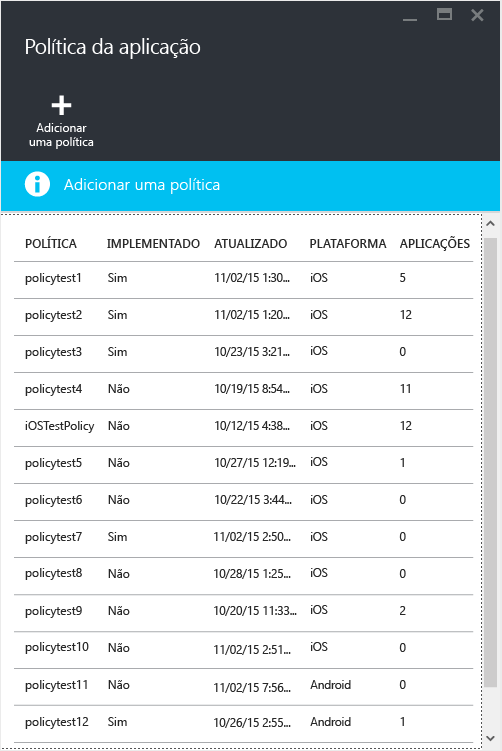 Política da aplicação
Adicionar
uma política
Adicionar uma política
POLÍTICA IMPLEMENTADO ATUALIZADO PLATAFORMA APLICAÇÕES
policytest1 Sim 11/02/15 1:30... iOS 5
policytest2 Sim 11/02/15 1:20... iOS 12
policytest3 Sim 10/23/15 3:21... iOS 0
policytest4 Não 10/19/15 8:54... iOS 11
iOSTestPolicy Não 10/12/15 4:38... iOS 12
policytest5 Não 10/27/15 12:19... iOS 1
policytest6 Não 10/22/15 3:44... iOS 0
policytest7 Sim 11/02/15 2:50... iOS 0
policytest8 Não 10/28/15 1:25... iOS 0
policytest9 Não 10/20/15 11:33... iOS 2
policytest10 Não 11/02/15 2:51... iOS 0
policytest11 Não 11/02/15 7:56... Android 0
policytest12 Sim 10/26/15 2:55... Android 1